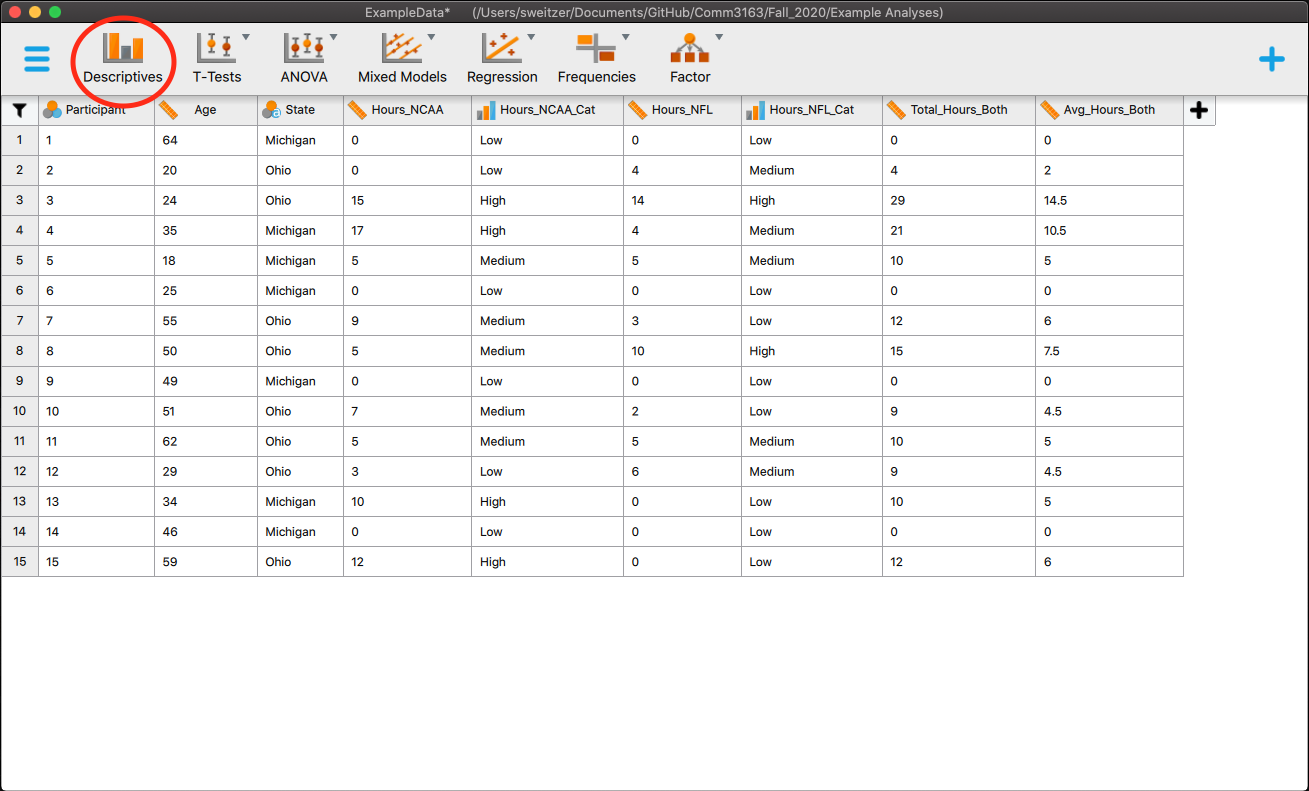 ExampleData* (/Users/sweitzer/Documents/GitHub/Comm3163/Fall_2020/Example Analyses)
Descriptives T-Tests ANOVA Mixed Models Regression Frequencies Factor
Participant Age State Hours_NCAA Hours_NCAA_Cat Hours_NFL Hours_NFL_Cat Total_Hours_Both Avg_Hours_Both
1 1 64 Michigan 0 Low 0 Low 0 0
2 2 20 Ohio 0 Low 4 Medium 4 2
3 3 24 Ohio 15 High 14 High 29 14.5
4 4 35 Michigan 17 High 4 Medium 21 10.5
5 5 18 Michigan 5 Medium 5 Medium 10 5
6 6 25 Michigan 0 Low 0 Low 0 0
7 7 55 Ohio 9 Medium 3 Low 12 6
8 8 50 Ohio 5 Medium 10 High 15 7.5
9 9 49 Michigan 0 Low 0 Low 0 0
10 10 51 Ohio 7 Medium 2 Low 9 4.5
11 11 62 Ohio 5 Medium 5 Medium 10 5
12 12 29 Ohio 3 Low 6 Medium 9 4.5
13 13 34 Michigan 10 High 0 Low 10 5
14 14 46 Michigan 0 Low 0 Low 0 0
15 15 59 Ohio 12 High 0 Low 12 6